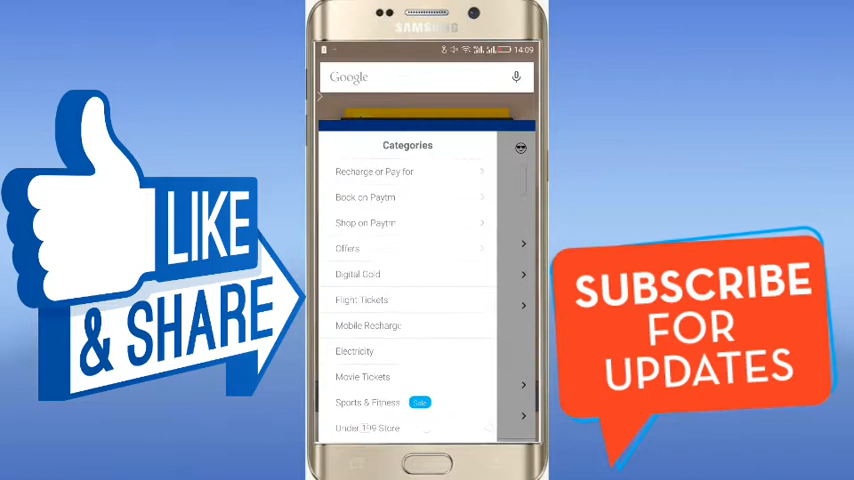 SAMSUNG
14:09
Google
Categories
Recharge or Pay for
Book on Paytm
Shop on Paytm
Offers
Digital Gold
Flight Tickets
Mobile Recharge
Electricity
Movie Tickets
Sports & Fitness Sale
Under Store
LIKE
& SHARE
SUBSCRIBE
FOR
UPDATES